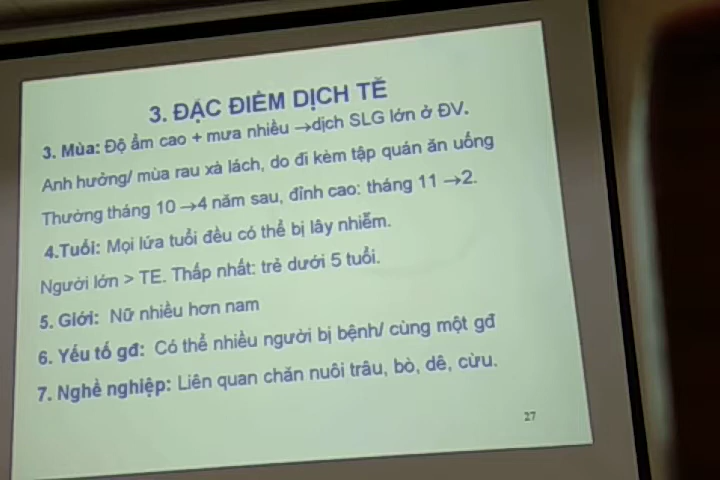 3. ĐẶC ĐIỂM DỊCH TỄ
3. Mùa: Độ ẩm cao + mưa nhiều →dịch SLG lớn ở ĐV.
Anh hưởng/ mùa rau xà lách, do đi kèm tập quán ăn uống
Thường tháng 10 →4 năm sau, đỉnh cao: tháng 11 →2.
4.Tuổi: Mọi lứa tuổi đều có thể bị lây nhiễm.
Người lớn > TE. Thấp nhất: trẻ dưới 5 tuổi.
5. Giới: Nữ nhiều hơn nam
6. Yếu tố gđ: Có thể nhiều người bị bệnh/ cùng một gđ
7. Nghề nghiệp: Liên quan chăn nuôi trâu, bò, dê, cừu.
27